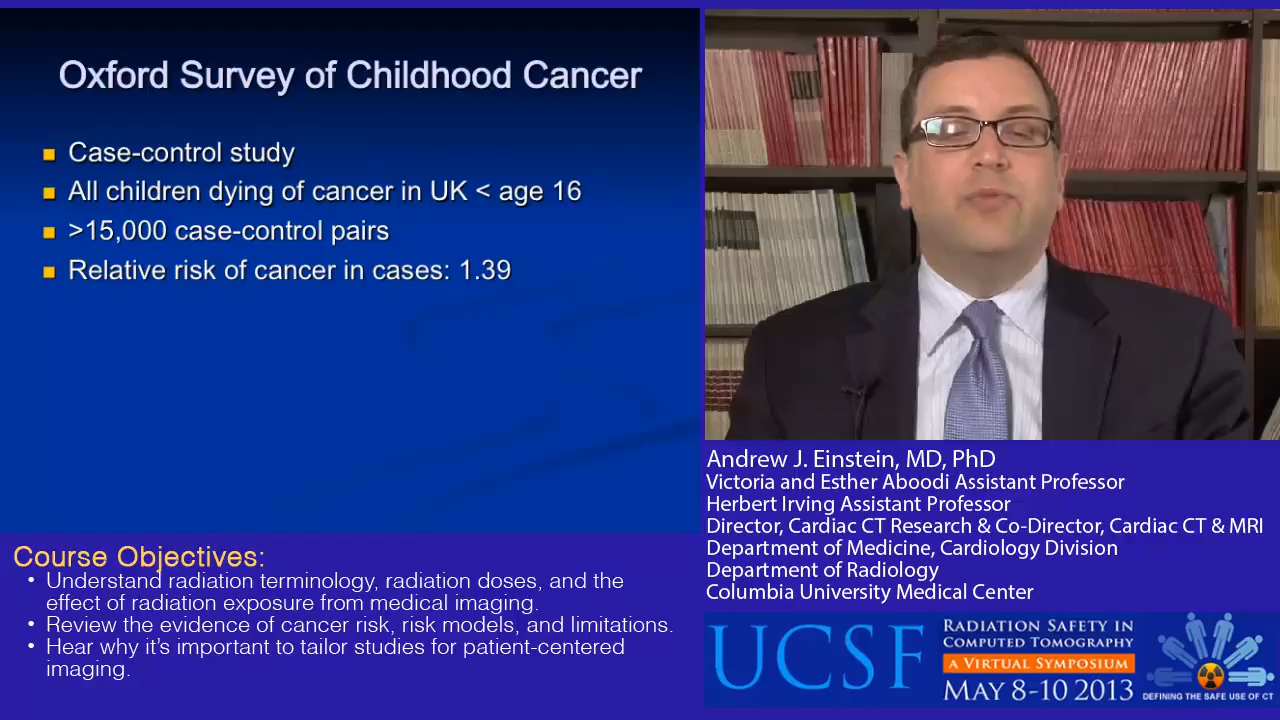 Oxford Survey of Childhood Cancer
Case-control study
All children dying of cancer in UK < age 16
>15,000 case-control pairs
Relative risk of cancer in cases: 1.39
Course Objectives:
• Understand radiation terminology, radiation doses, and the
effect of radiation exposure from medical imaging.
• Review the evidence of cancer risk, risk models, and limitations.
• Hear why it’s important to tailor studies for patient-centered
imaging.
Andrew J. Einstein, MD, PhD
Victoria and Esther Aboodi Assistant Professor
Herbert Irving Assistant Professor
Director, Cardiac CT Research & Co-Director, Cardiac CT & MRI
Department of Medicine, Cardiology Division
Department of Radiology
Columbia University Medical Center
UCSF
RADIATION SAFETY IN
COMPUTED TOMOGRAPHY
A VIRTUAL SYMPOSIUM
MAY 8-10 2013
DEFINING THE SAFE USE OF CT